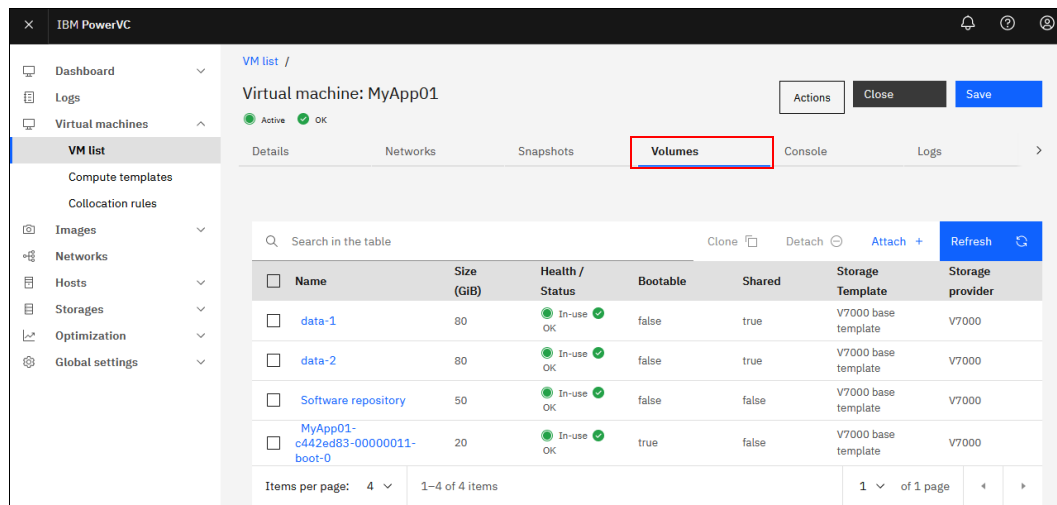 IBM PowerVC
Dashboard
Logs
Virtual machines
VM list
Compute templates
Collocation rules
Images
Networks
Hosts
Storages
Optimization
Global settings
VM list /
Virtual machine: MyApp01
Active OK
Actions Close Save
Details Networks Snapshots Volumes Console Logs
Search in the table Clone Detach Attach + Refresh
Name Size (GiB) Health / Status Bootable Shared Storage Template Storage provider
data-1 80 In-use OK false true V7000 base template V7000
data-2 80 In-use OK false true V7000 base template V7000
Software repository 50 In-use OK false false V7000 base template V7000
MyApp01-c442ed83-00000011-boot-0 20 In-use OK true false V7000 base template V7000
Items per page: 4 1–4 of 4 items 1 of 1 page